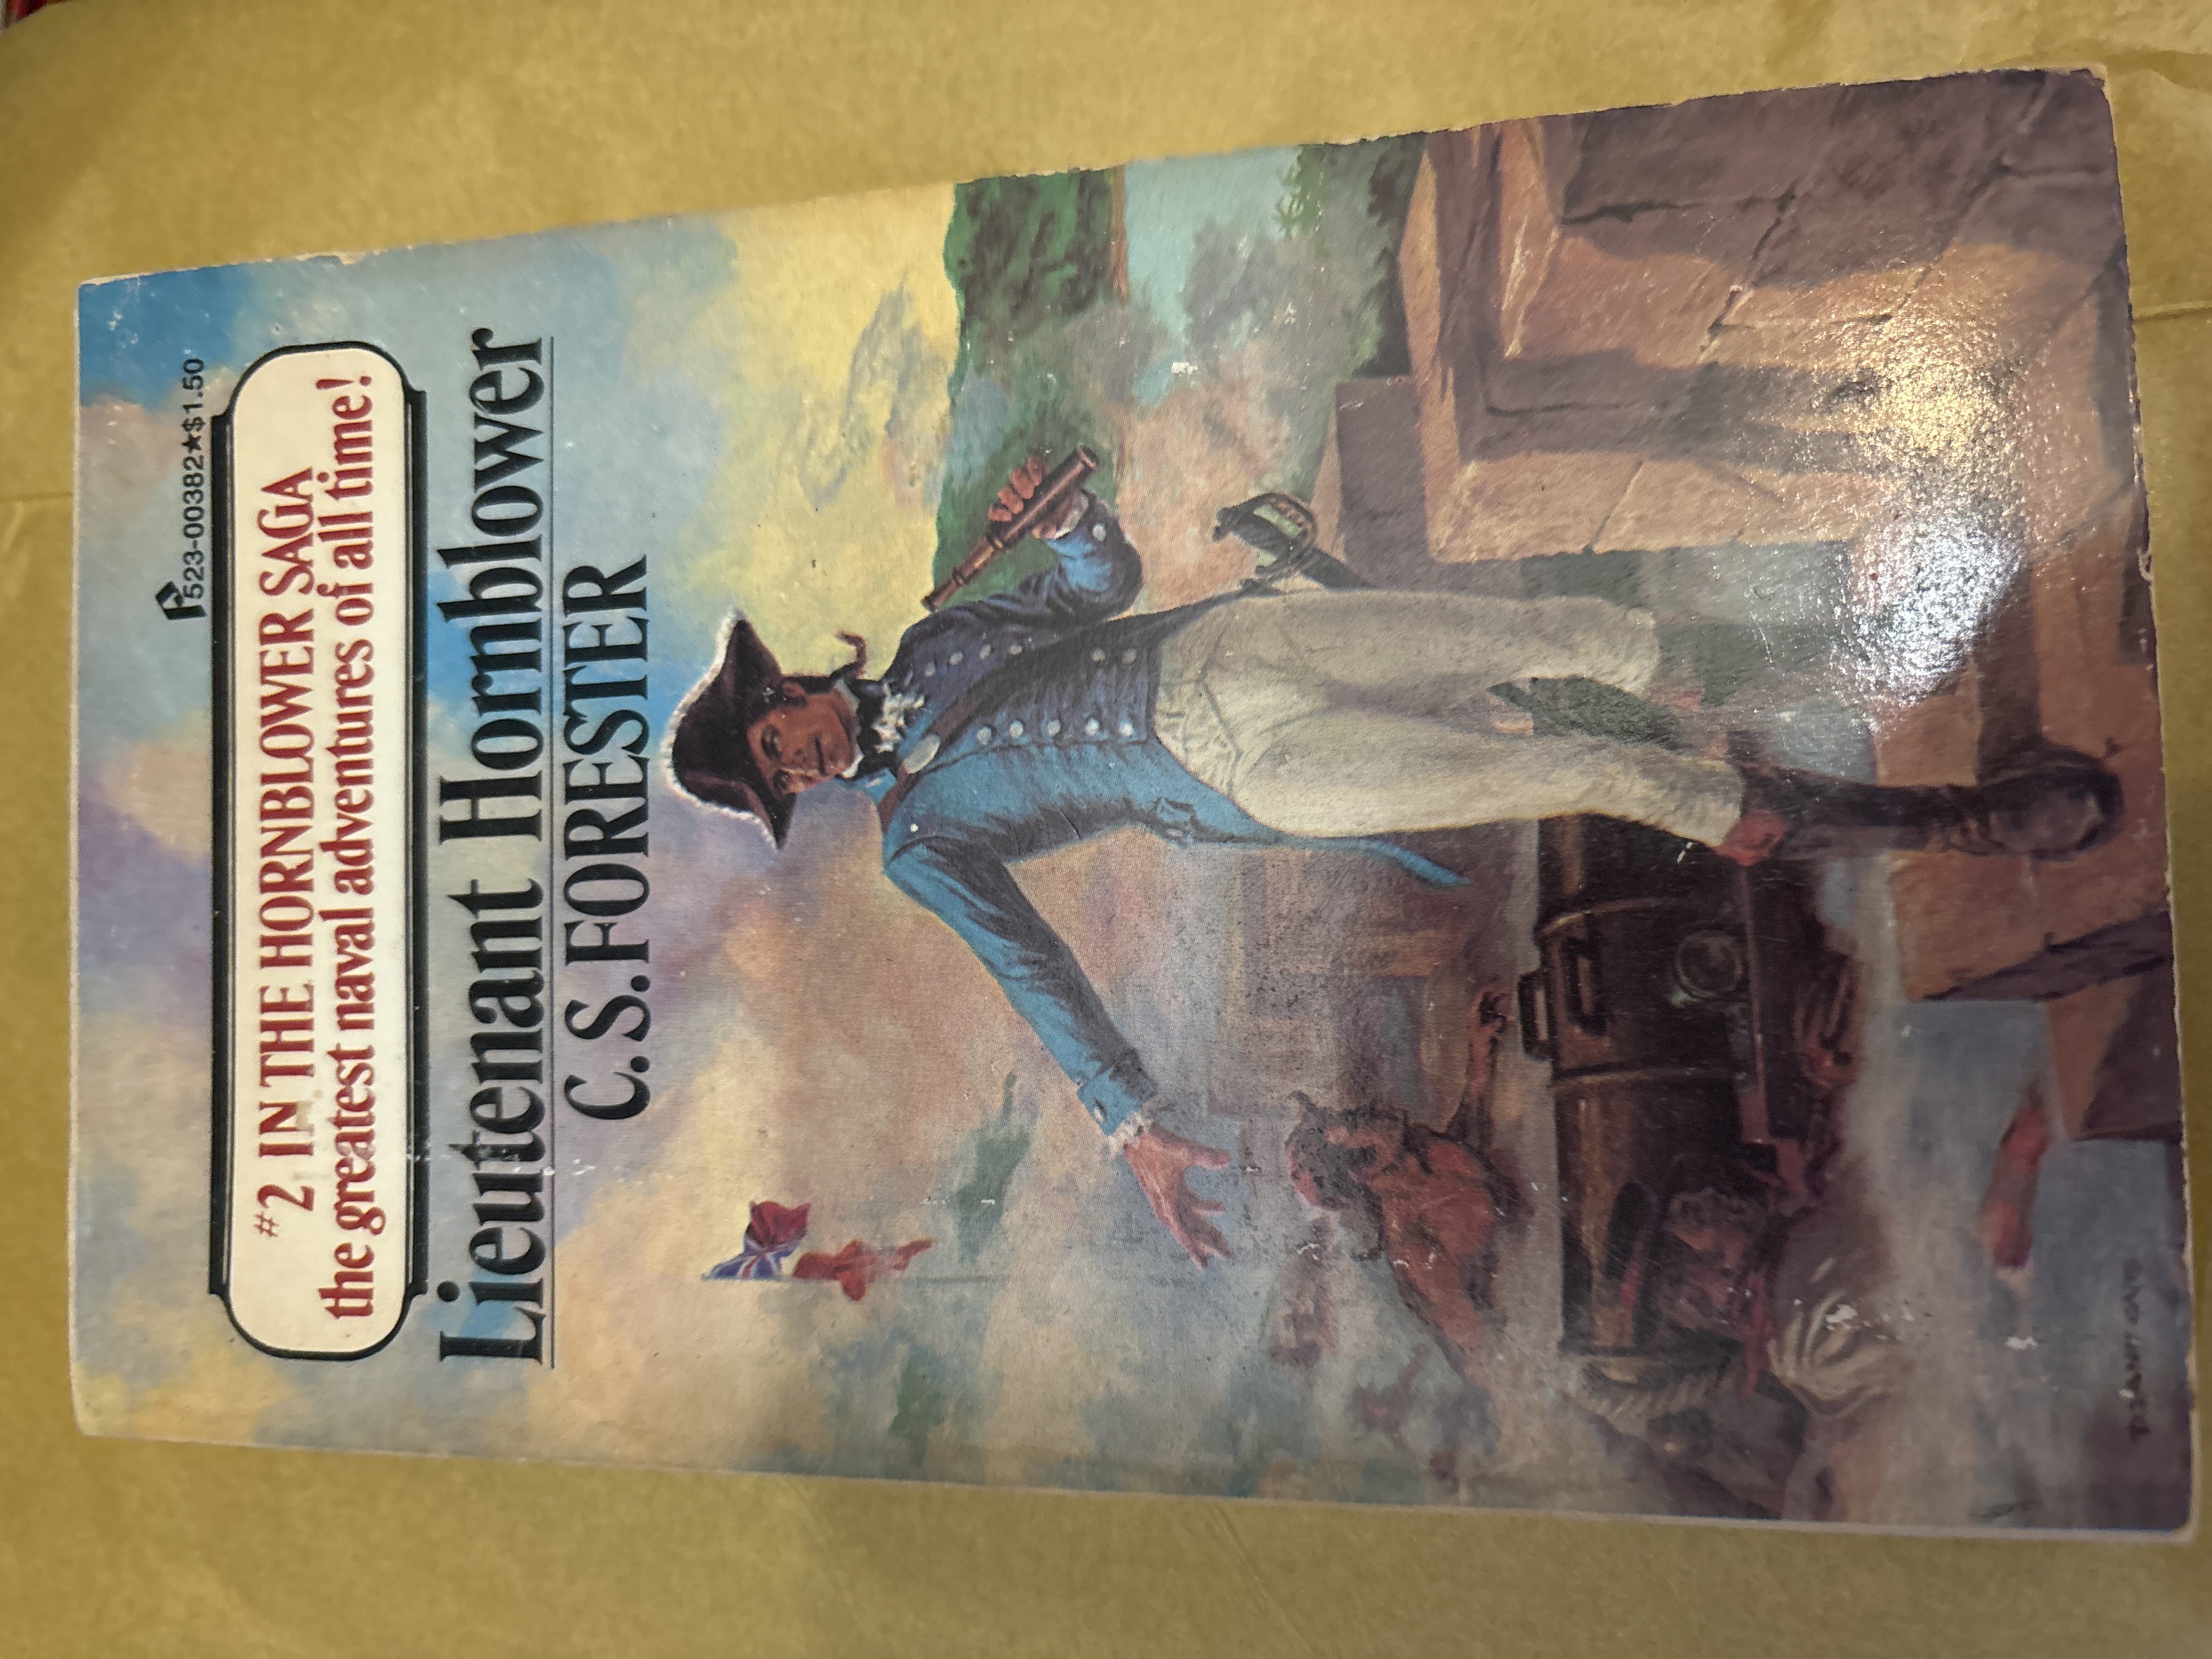 523-00382★$1.50
#2 IN THE HORNBLOWER SAGA
the greatest naval adventures of all time!
Lieutenant Hornblower
C.S. FORESTER